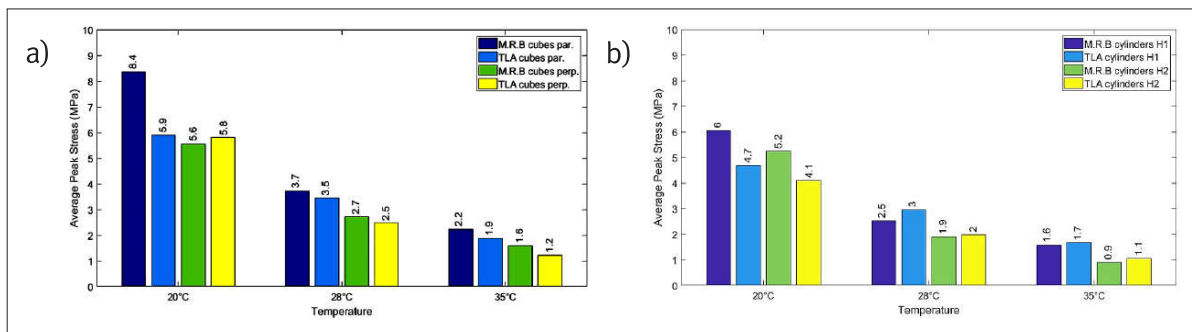 a)
Average Peak Stress (MPa)
10
9
8
7
6
5
4
3
2
1
0
8.4
5.9
5.6
5.8
3.7
3.5
2.7
2.5
2.2
1.9
1.6
1.2
20°C
28°C
35°C
Temperature
M.R.B cubes par.
TLA cubes par.
M.R.B cubes perp.
TLA cubes perp.
b)
Average Peak Stress (MPa)
10
9
8
7
6
5
4
3
2
1
0
6
4.7
5.2
4.1
2.5
3
1.9
2
1.6
1.7
0.9
1.1
20°C
28°C
35°C
Temperature
M.R.B cylinders H1
TLA cylinders H1
M.R.B cylinders H2
TLA cylinders H2